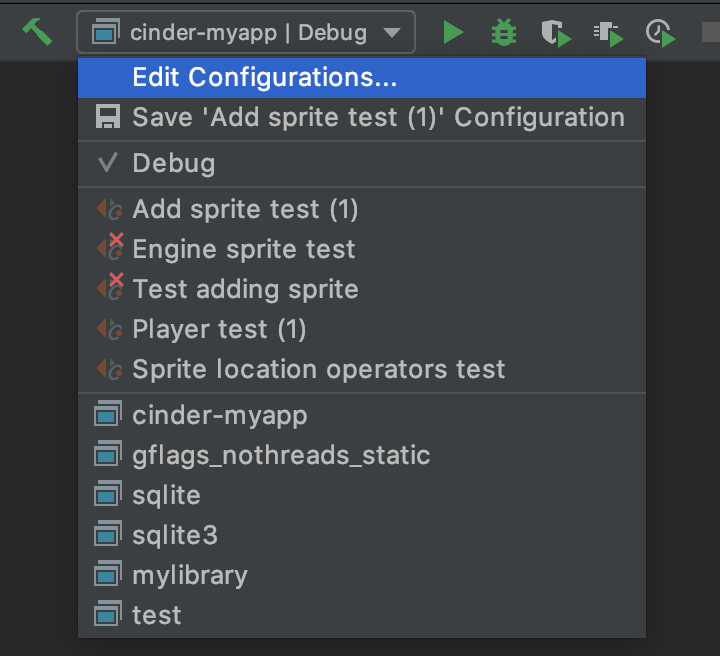 cinder-myapp | Debug
Edit Configurations...
Save 'Add sprite test (1)' Configuration
Debug
Add sprite test (1)
Engine sprite test
Test adding sprite
Player test (1)
Sprite location operators test
cinder-myapp
gflags_nothreads_static
sqlite
sqlite3
mylibrary
test